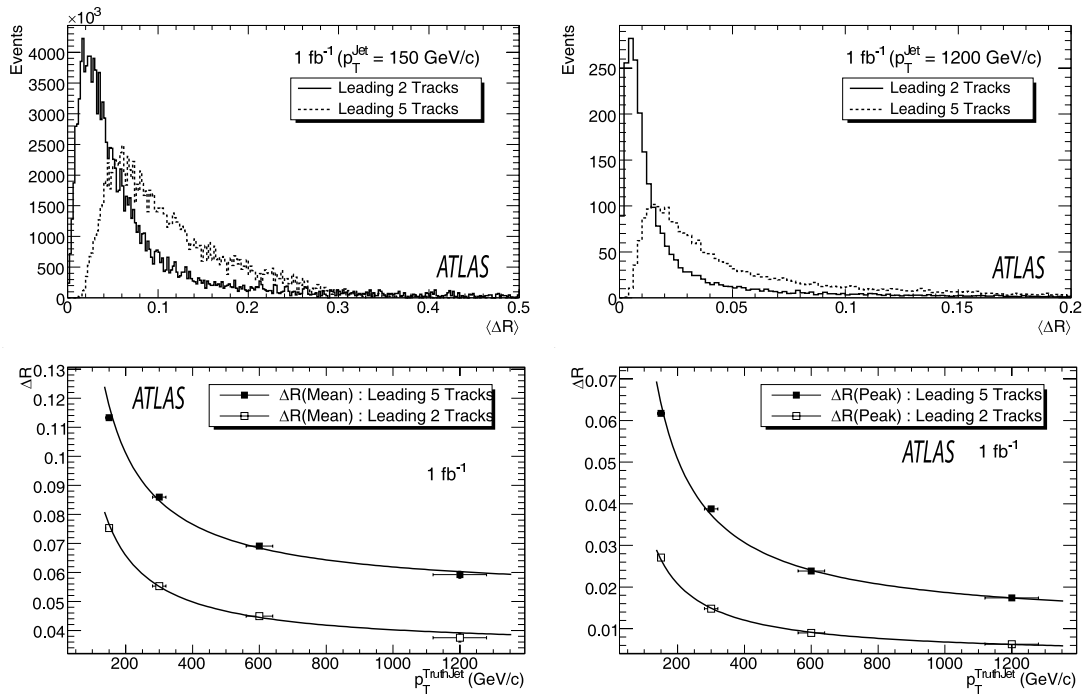 ×10³
Events
4000
3500
3000
2500
2000
1500
1000
500
0
1 fb⁻¹ (p_T^Jet = 150 GeV/c)
Leading 2 Tracks
Leading 5 Tracks
ATLAS
0 0.1 0.2 0.3 0.4 0.5
⟨ΔR⟩
Events
250
200
150
100
50
0
1 fb⁻¹ (p_T^Jet = 1200 GeV/c)
Leading 2 Tracks
Leading 5 Tracks
ATLAS
0 0.05 0.1 0.15 0.2
⟨ΔR⟩
ΔR
0.13
0.12
0.11
0.1
0.09
0.08
0.07
0.06
0.05
0.04
ATLAS
ΔR(Mean) : Leading 5 Tracks
ΔR(Mean) : Leading 2 Tracks
1 fb⁻¹
200 400 600 800 1000 1200
p_T^TruthJet (GeV/c)
ΔR
0.07
0.06
0.05
0.04
0.03
0.02
0.01
ΔR(Peak) : Leading 5 Tracks
ΔR(Peak) : Leading 2 Tracks
ATLAS 1 fb⁻¹
200 400 600 800 1000 1200
p_T^TruthJet (GeV/c)